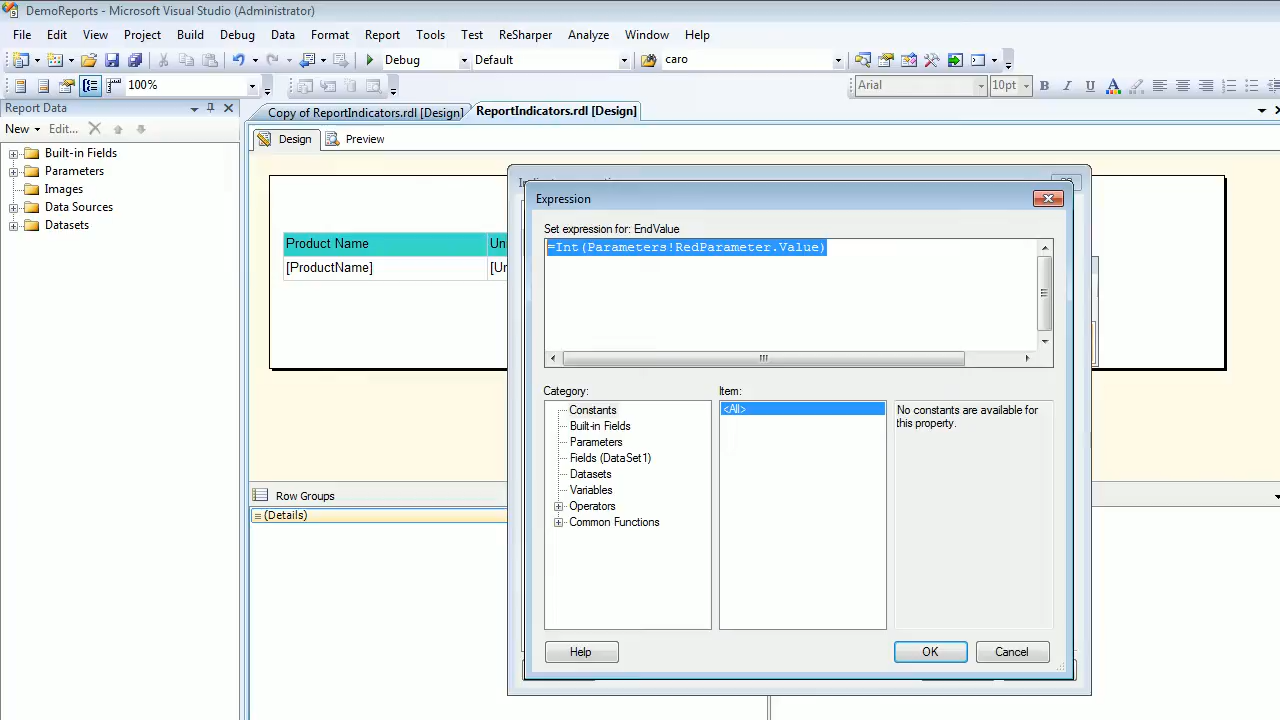 DemoReports - Microsoft Visual Studio (Administrator)
File Edit View Project Build Debug Data Format Report Tools Test ReSharper Analyze Window Help
Debug Default caro
100% Arial 10pt B I U A
Report Data
Copy of ReportIndicators.rdl [Design] ReportIndicators.rdl [Design]
New Edit...
Design Preview
Built-in Fields
Parameters
Images
Data Sources
Datasets
Product Name Un
[ProductName] [Un
Expression
Set expression for: EndValue
=Int(Parameters!RedParameter.Value)
Category:
Constants
Built-in Fields
Parameters
Fields (DataSet1)
Datasets
Variables
Operators
Common Functions
Item:
<All>
No constants are available for
this property.
Row Groups
(Details)
Help OK Cancel